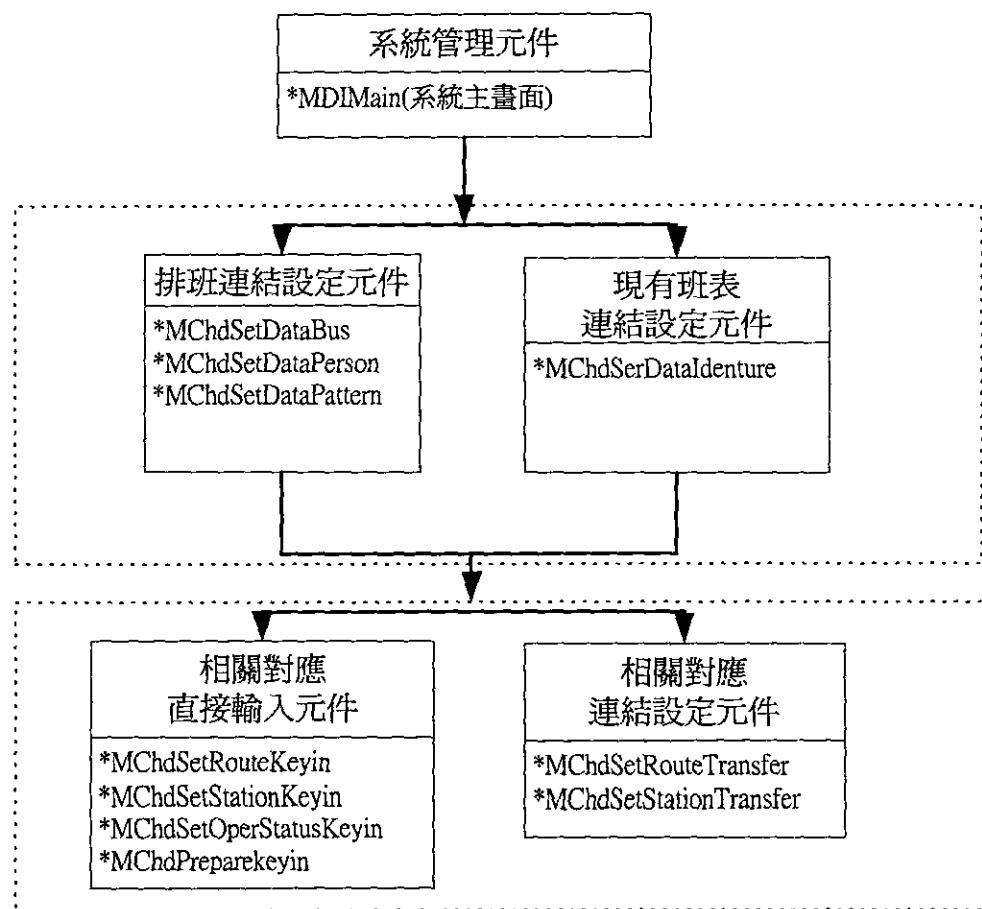 系統管理元件
*MDIMain(系統主畫面)
排班連結設定元件
*MChdSetDataBus
*MChdSetDataPerson
*MChdSetDataPattern
現有班表
連結設定元件
*MChdSerDataIdenture
相關對應
直接輸入元件
*MChdSetRouteKeyin
*MChdSetStationKeyin
*MChdSetOperStatusKeyin
*MChdPreparekeyin
相關對應
連結設定元件
*MChdSetRouteTransfer
*MChdSetStationTransfer